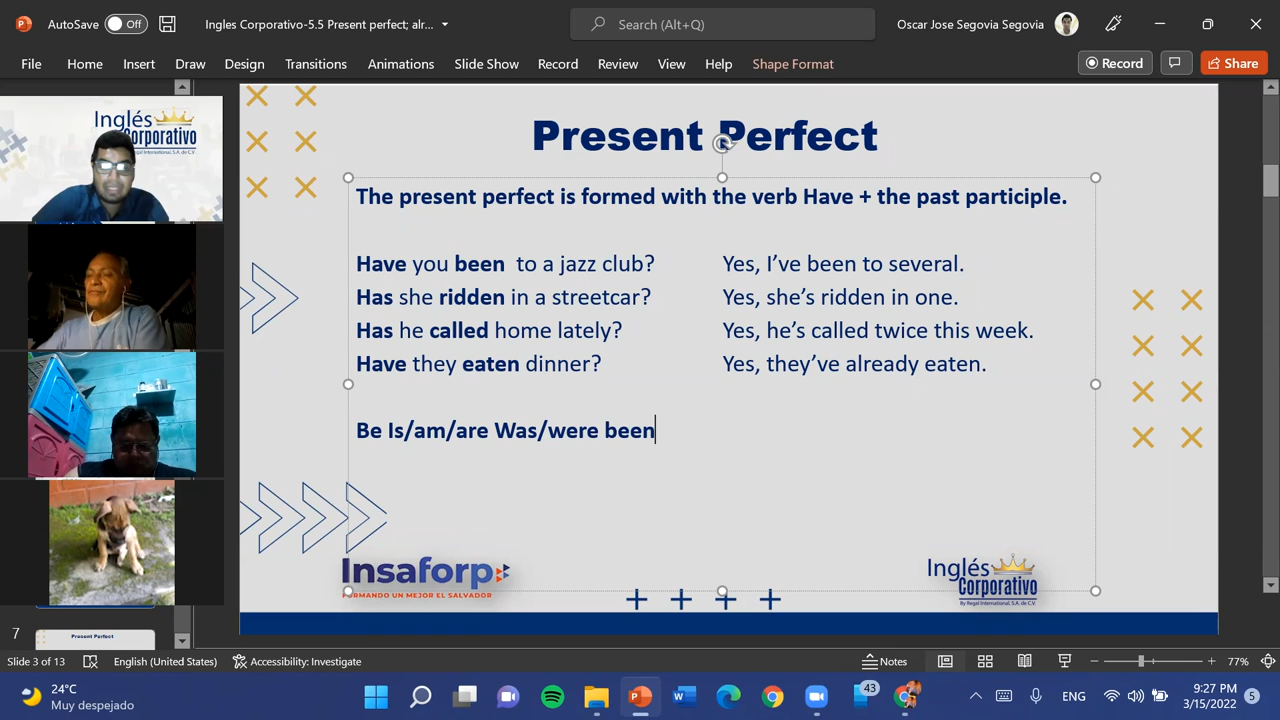 AutoSave Off Ingles Corporativo-5.5 Present perfect; alr... Search (Alt+Q) Oscar Jose Segovia Segovia
File Home Insert Draw Design Transitions Animations Slide Show Record Review View Help Shape Format Record Share
Inglés
Corporativo
By Regal International, S.A. de C.V.
Present Perfect
The present perfect is formed with the verb Have + the past participle.
Have you been to a jazz club? Yes, I've been to several.
Has she ridden in a streetcar? Yes, she's ridden in one.
Has he called home lately? Yes, he's called twice this week.
Have they eaten dinner? Yes, they've already eaten.
Be Is/am/are Was/were been
Insaforp
FORMANDO UN MEJOR EL SALVADOR
Inglés
Corporativo
By Regal International, S.A. de C.V.
7
Present Perfect
Slide 3 of 13 English (United States) Accessibility: Investigate Notes 77%
24°C
Muy despejado
43
ENG
9:27 PM
3/15/2022
5